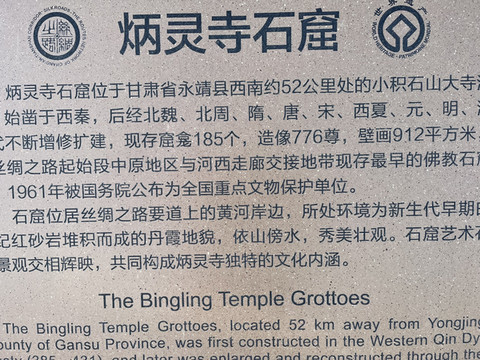 炳灵寺石窟
炳灵寺石窟位于甘肃省永靖县西南约52公里处的小积石山大寺
始凿于西秦，后经北魏、北周、隋、唐、宋、西夏、元、明、
不断增修扩建，现存窟龛185个，造像776尊，壁画912平方米，
丝绸之路起始段中原地区与河西走廊交接地带现存最早的佛教石
1961年被国务院公布为全国重点文物保护单位。
石窟位居丝绸之路要道上的黄河岸边，所处环境为新生代早期
纪红砂岩堆积而成的丹霞地貌，依山傍水，秀美壮观。石窟艺术
景观交相辉映，共同构成炳灵寺独特的文化内涵。
The Bingling Temple Grottoes
The Bingling Temple Grottoes, located 52 km away from Yongjing
ounty of Gansu Province, was first constructed in the Western Qin Dy
(385 - 431), and later was enlarged and reconstructed through the